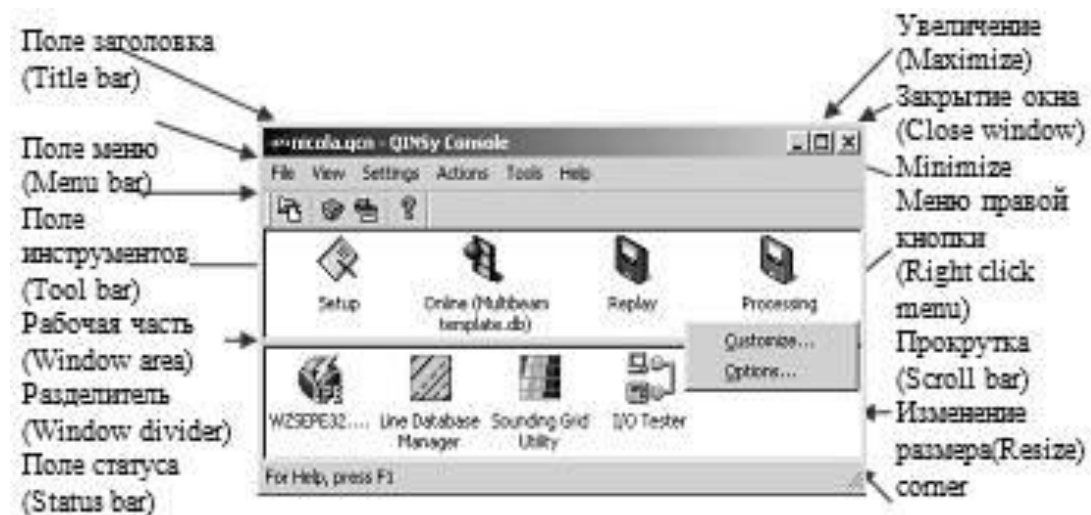 Поле заголовка
(Title bar)
Поле меню
(Menu bar)
Поле
инструментов
(Tool bar)
Рабочая часть
(Window area)
Разделитель
(Window divider)
Поле статуса
(Status bar)
nicola.qcn - QINSy Console
File View Settings Actions Tools Help
Setup
Online (Multibeam
template.db)
Replay
Processing
Customize...
Options...
WZSEPE32....
Line Database
Manager
Sounding Grid
Utility
I/O Tester
For Help, press F1
Увеличение
(Maximize)
Закрытие окна
(Close window)
Minimize
Меню правой
кнопки
(Right click
menu)
Прокрутка
(Scroll bar)
Изменение
размера(Resize)
corner